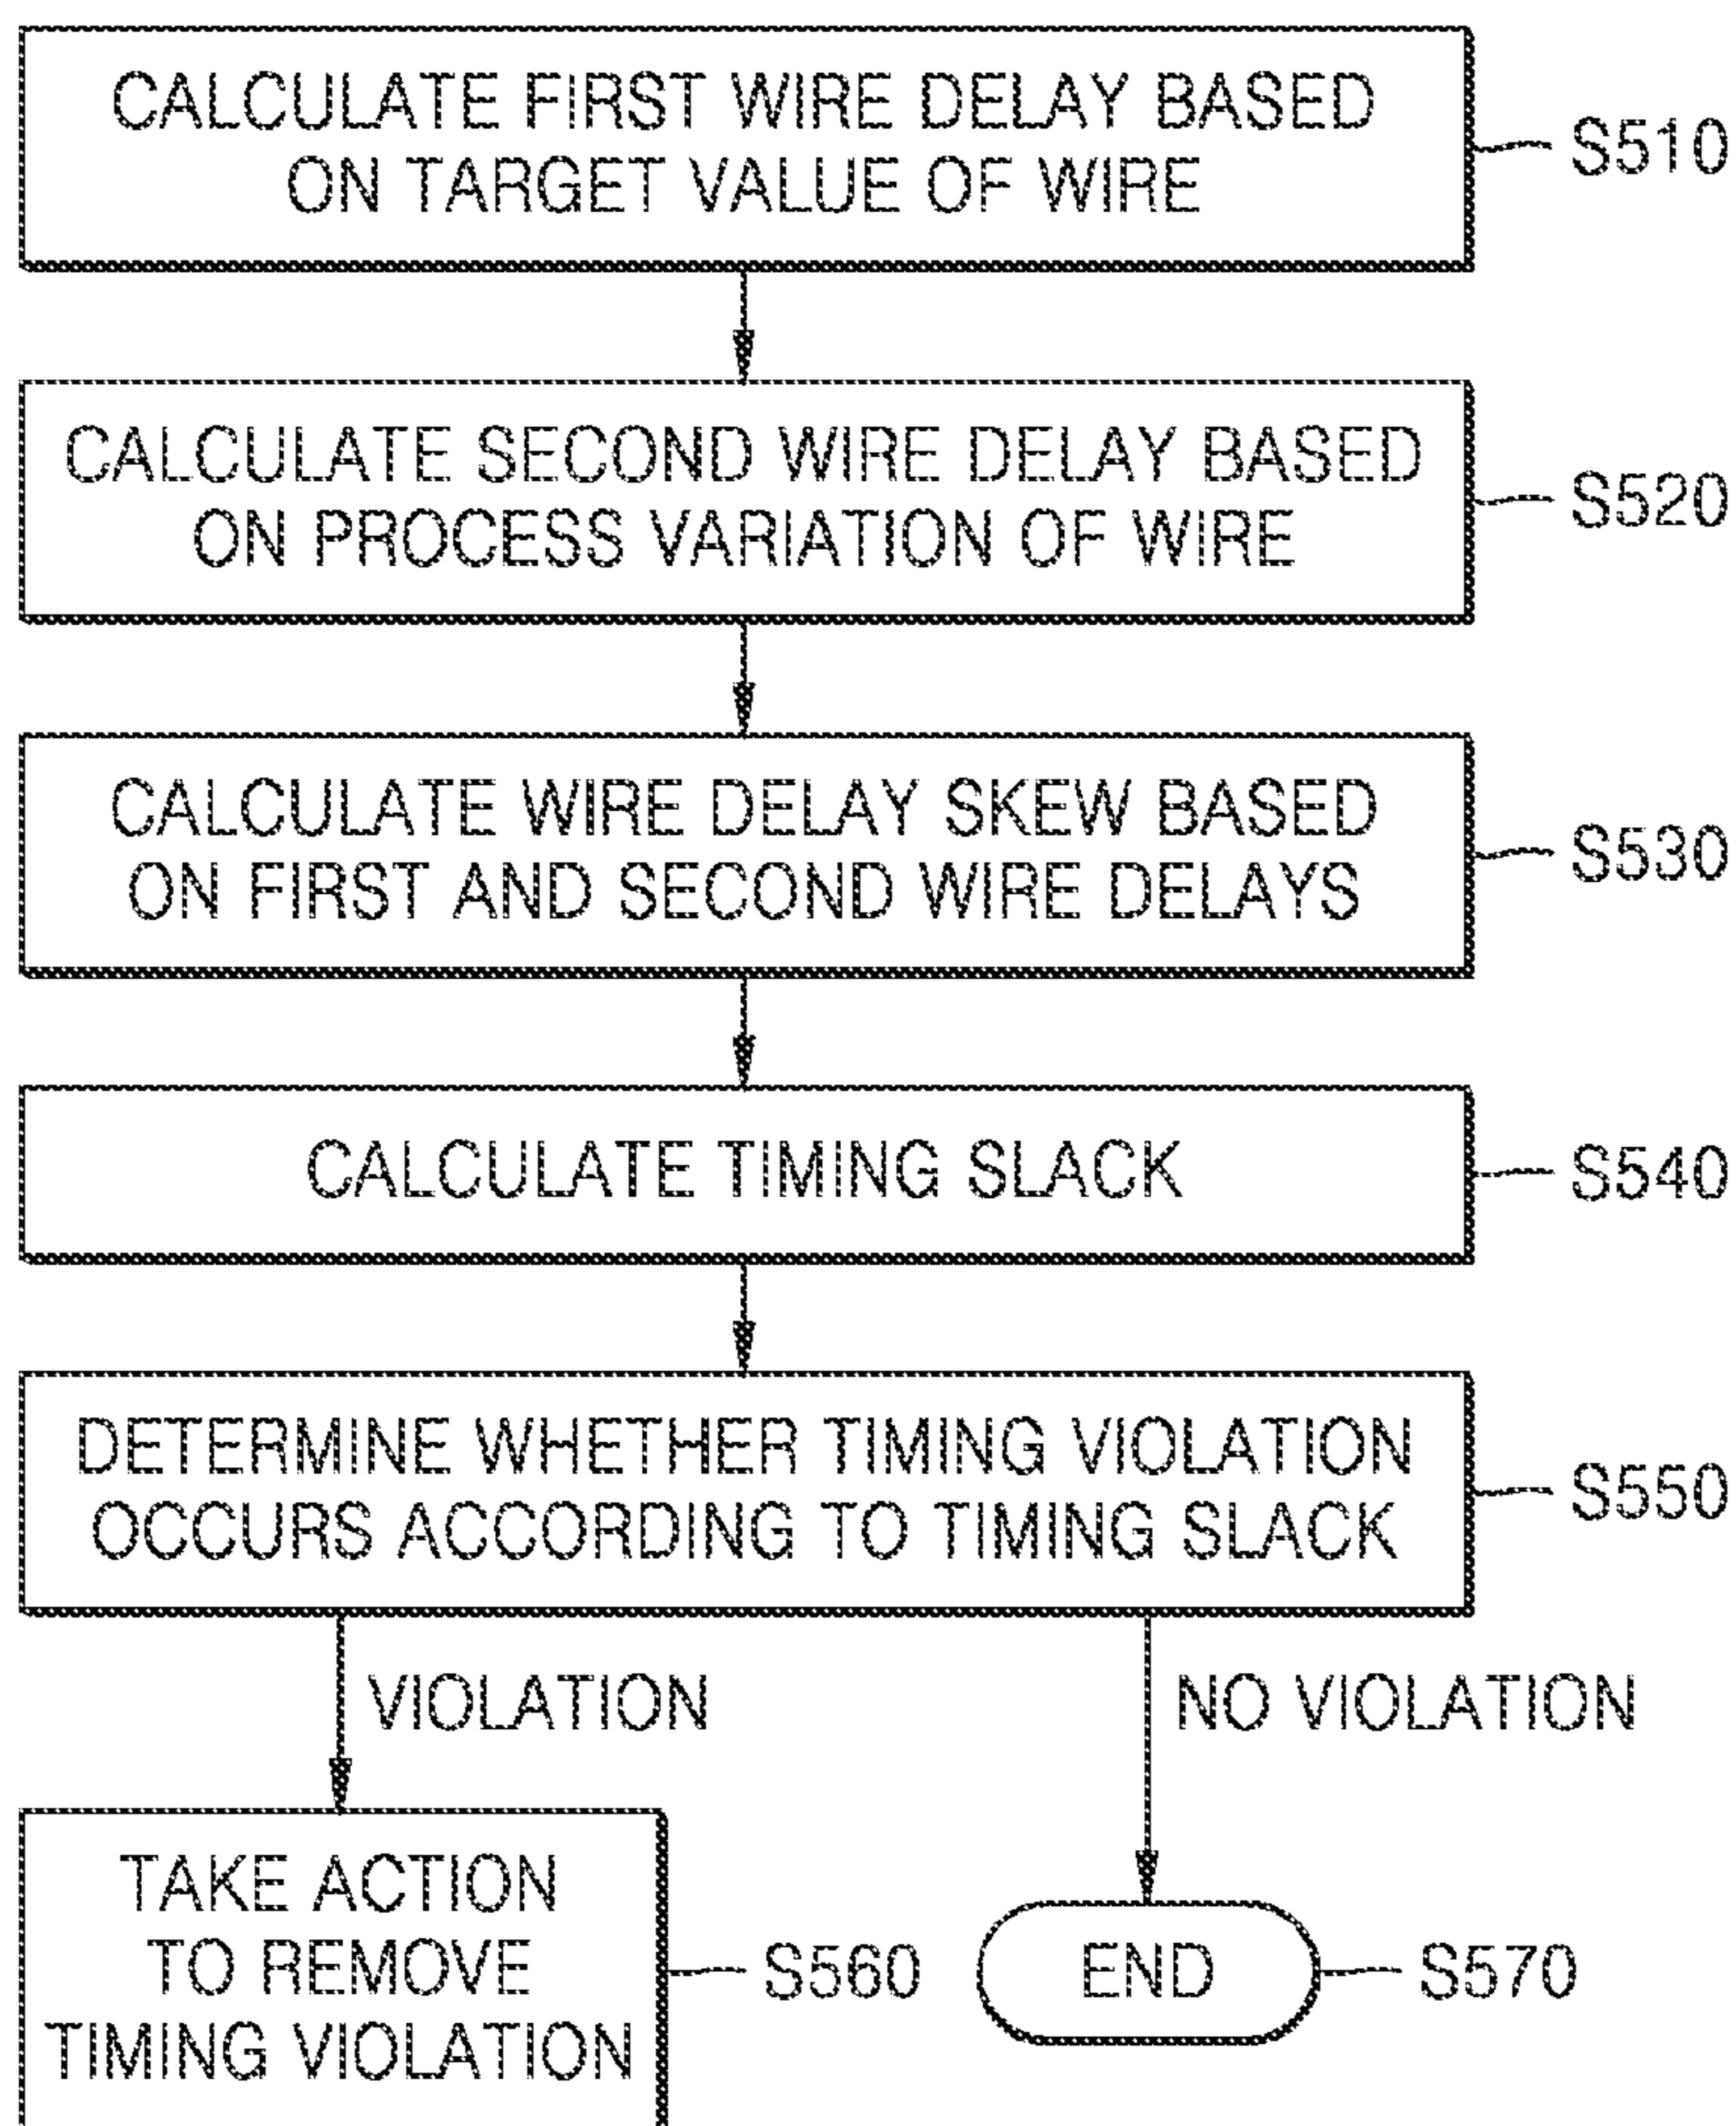 CALCULATE FIRST WIRE DELAY BASED
ON TARGET VALUE OF WIRE
S510
CALCULATE SECOND WIRE DELAY BASED
ON PROCESS VARIATION OF WIRE
S520
CALCULATE WIRE DELAY SKEW BASED
ON FIRST AND SECOND WIRE DELAYS
S530
CALCULATE TIMING SLACK
S540
DETERMINE WHETHER TIMING VIOLATION
OCCURS ACCORDING TO TIMING SLACK
S550
VIOLATION
NO VIOLATION
TAKE ACTION
TO REMOVE
TIMING VIOLATION
S560
END
S570